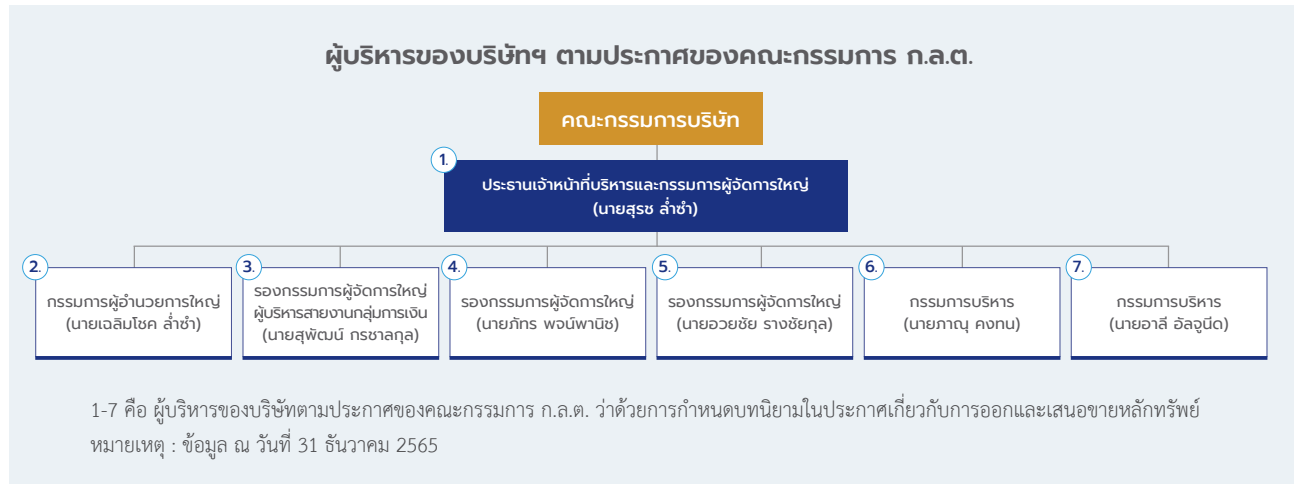 ผู้บริหารของบริษัทฯ ตามประกาศของคณะกรรมการ ก.ล.ต.
คณะกรรมการบริษัท
1.
ประธานเจ้าหน้าที่บริหารและกรรมการผู้จัดการใหญ่
(นายสุรช ล่ำซำ)
2.
กรรมการผู้อำนวยการใหญ่
(นายเฉลิมโชค ล่ำซำ)
3.
รองกรรมการผู้จัดการใหญ่
ผู้บริหารสายงานกลุ่มการเงิน
(นายสุพัฒน์ กรชาลกุล)
4.
รองกรรมการผู้จัดการใหญ่
(นายภัทร พจน์พานิช)
5.
รองกรรมการผู้จัดการใหญ่
(นายอวยชัย รางชัยกุล)
6.
กรรมการบริหาร
(นายภาณุ คงทน)
7.
กรรมการบริหาร
(นายอาลี อัลจูนีด)
1-7 คือ ผู้บริหารของบริษัทตามประกาศของคณะกรรมการ ก.ล.ต. ว่าด้วยการกำหนดบทนิยามในประกาศเกี่ยวกับการออกและเสนอขายหลักทรัพย์
หมายเหตุ : ข้อมูล ณ วันที่ 31 ธันวาคม 2565